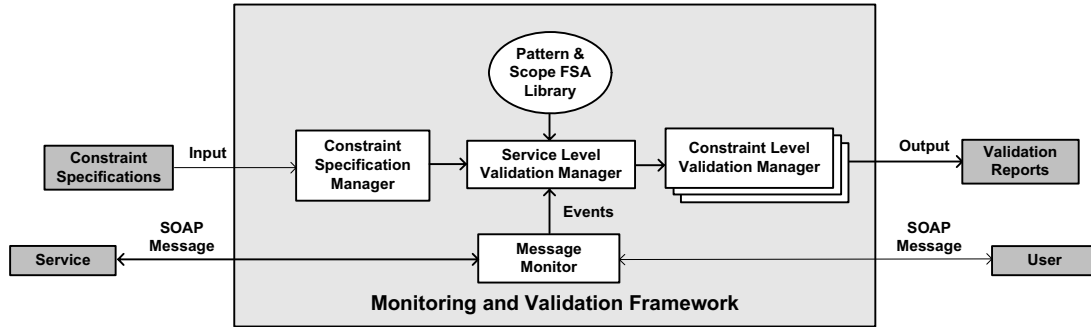 Pattern &
Scope FSA
Library
Constraint
Specifications
Input
Constraint
Specification
Manager
Service Level
Validation Manager
Constraint Level
Validation Manager
Output
Validation
Reports
Events
SOAP
Message
Service
Message
Monitor
SOAP
Message
User
Monitoring and Validation Framework